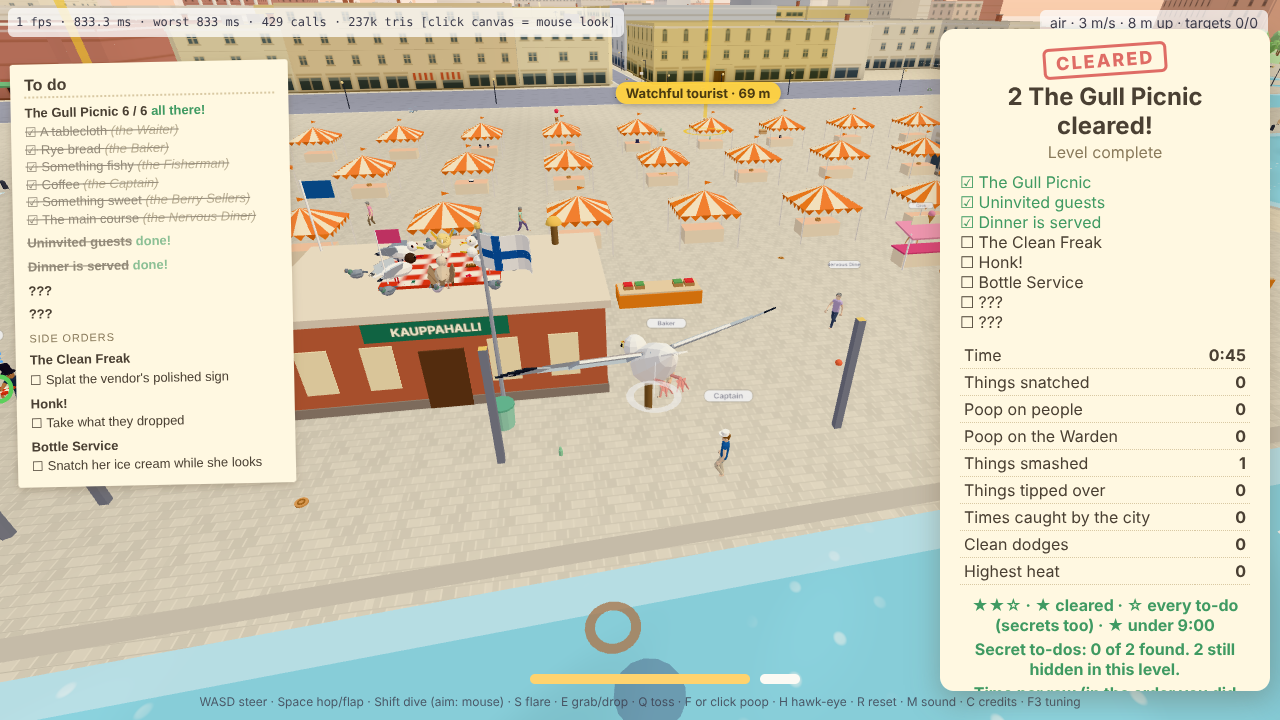 1 fps · 833.3 ms · worst 833 ms · 429 calls · 237k tris [click canvas = mouse look]
air · 3 m/s · 8 m up · targets 0/0
Watchful tourist · 69 m
To do
The Gull Picnic 6 / 6 all there!
☑ A tablecloth (the Waiter)
☑ Rye bread (the Baker)
☑ Something fishy (the Fisherman)
☑ Coffee (the Captain)
☑ Something sweet (the Berry Sellers)
☑ The main course (the Nervous Diner)
Uninvited guests done!
Dinner is served done!
???
???
SIDE ORDERS
The Clean Freak
☐ Splat the vendor's polished sign
Honk!
☐ Take what they dropped
Bottle Service
☐ Snatch her ice cream while she looks
KAUPPAHALLI
Baker
Captain
CLEARED
2 The Gull Picnic
cleared!
Level complete
☑ The Gull Picnic
☑ Uninvited guests
☑ Dinner is served
☐ The Clean Freak
☐ Honk!
☐ Bottle Service
☐ ???
☐ ???
Time 0:45
Things snatched 0
Poop on people 0
Poop on the Warden 0
Things smashed 1
Things tipped over 0
Times caught by the city 0
Clean dodges 0
Highest heat 0
★★☆ · ★ cleared · ☆ every to-do
(secrets too) · ★ under 9:00
Secret to-dos: 0 of 2 found. 2 still
hidden in this level.
WASD steer · Space hop/flap · Shift dive (aim: mouse) · S flare · E grab/drop · Q toss · F or click poop · H hawk-eye · R reset · M sound · C credits · F3 tuning